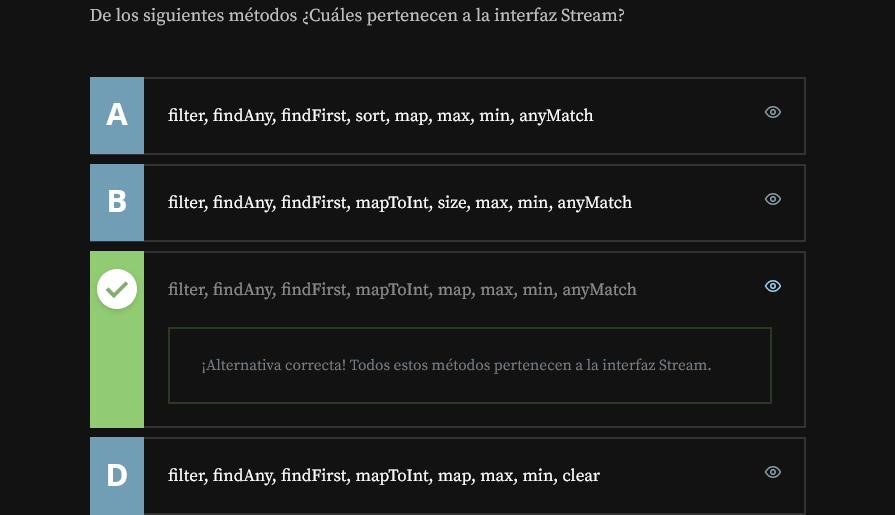 De los siguientes métodos ¿Cuáles pertenecen a la interfaz Stream?
A
filter, findAny, findFirst, sort, map, max, min, anyMatch
B
filter, findAny, findFirst, mapToInt, size, max, min, anyMatch
filter, findAny, findFirst, mapToInt, map, max, min, anyMatch
¡Alternativa correcta! Todos estos métodos pertenecen a la interfaz Stream.
D
filter, findAny, findFirst, mapToInt, map, max, min, clear